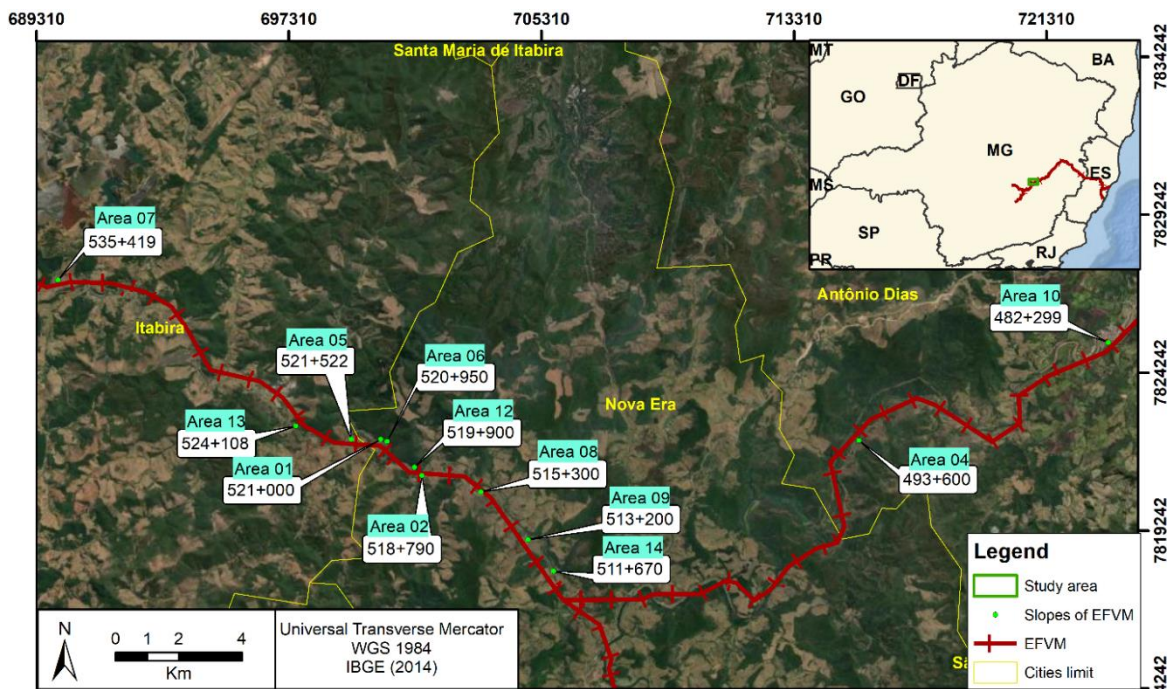 689310
697310
705310
713310
721310
Santa Maria de Itabira
MT
DF
BA
GO
MG
ES
MS
SP
RJ
PR
7834242
7829242
7824242
7819242
Area 07
535+419
Itabira
Antônio Dias
Area 10
482+299
Area 05
521+522
Area 06
520+950
Nova Era
Area 12
519+900
Area 13
524+108
Area 01
521+000
Area 08
515+300
Area 04
493+600
Area 02
518+790
Area 09
513+200
Area 14
511+670
N
0 1 2 4
Km
Universal Transverse Mercator
WGS 1984
IBGE (2014)
Legend
Study area
Slopes of EFVM
EFVM
Cities limit